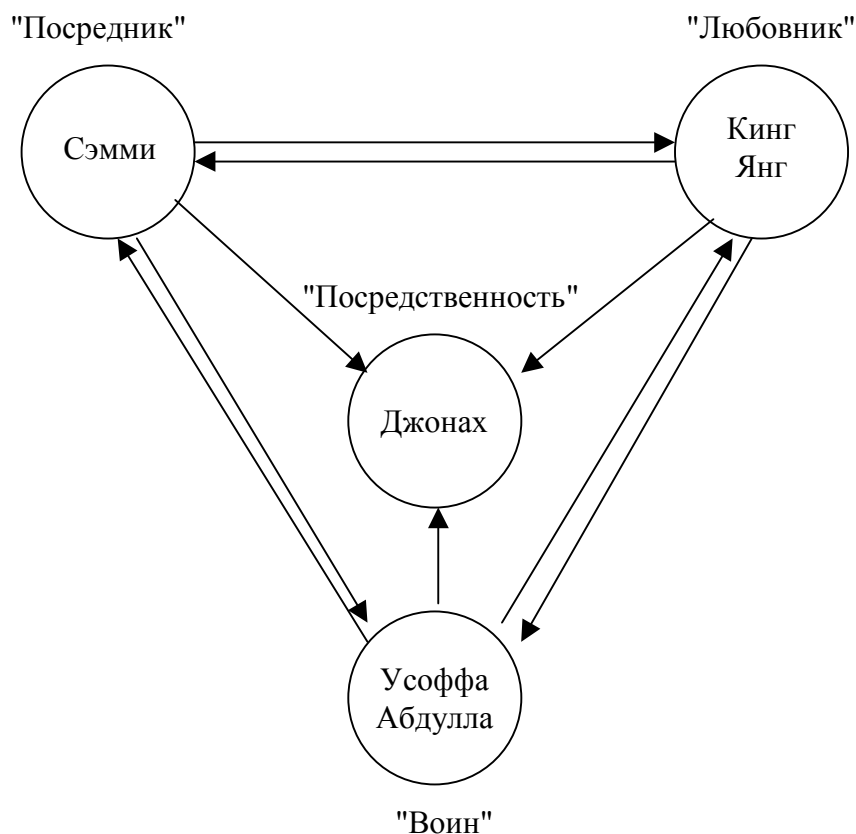 "Посредник"
"Любовник"
Сэмми
Кинг
Янг
"Посредственность"
Джонах
Усоффа
Абдулла
"Воин"